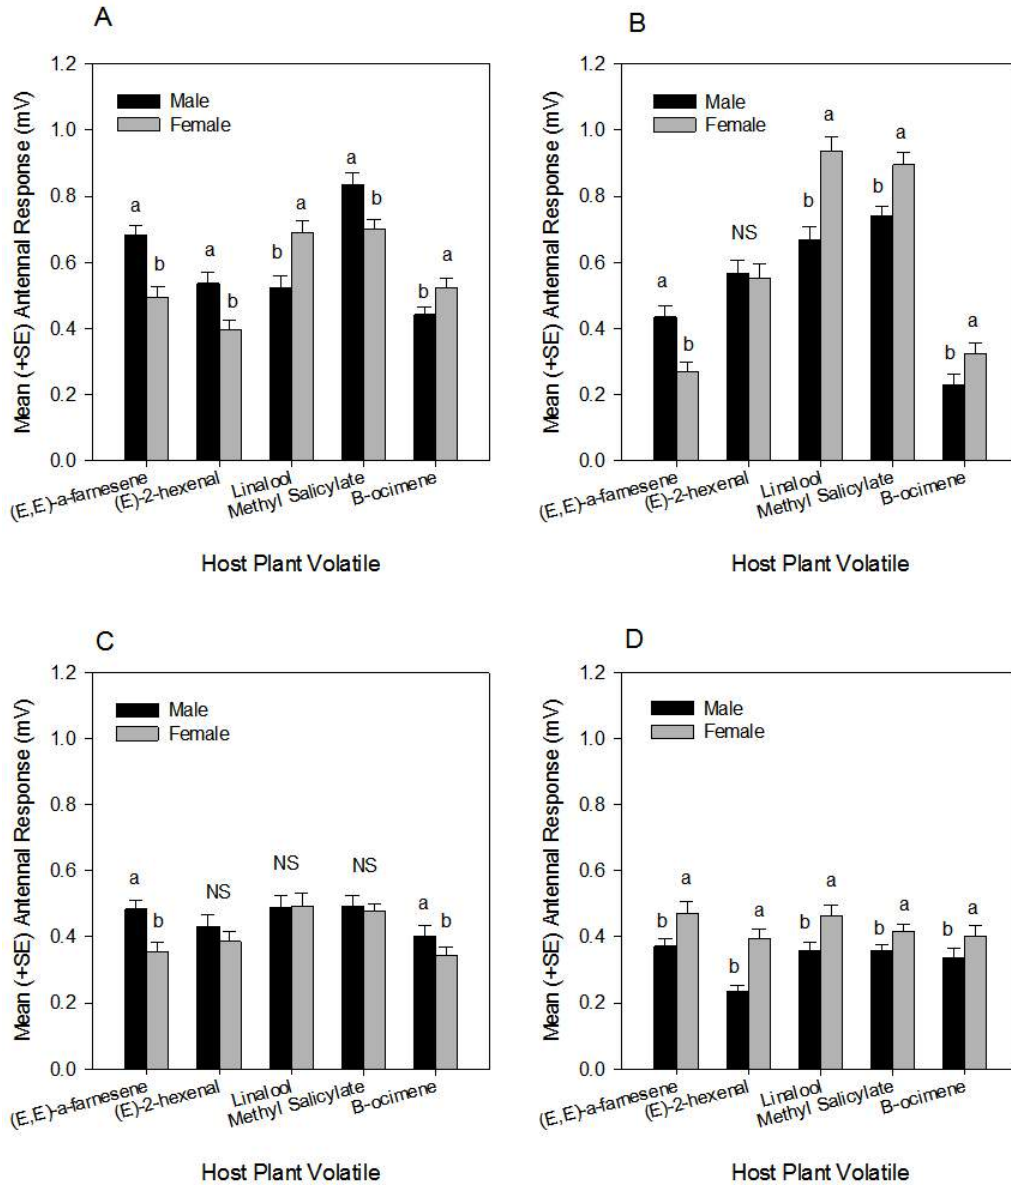 A
Mean (+SE) Antennal Response (mV)
1.2
1.0
0.8
0.6
0.4
0.2
0.0
Male
Female
a
b
a
b
b
a
a
b
b
a
(E,E)-a-farnesene
(E)-2-hexenal
Linalool
Methyl Salicylate
B-ocimene
Host Plant Volatile
B
Mean (+SE) Antennal Response (mV)
1.2
1.0
0.8
0.6
0.4
0.2
0.0
Male
Female
a
b
NS
b
a
b
a
b
a
(E,E)-a-farnesene
(E)-2-hexenal
Linalool
Methyl Salicylate
B-ocimene
Host Plant Volatile
C
Mean (+SE) Antennal Response (mV)
1.2
1.0
0.8
0.6
0.4
0.2
0.0
Male
Female
a
b
NS
NS
NS
a
b
(E,E)-a-farnesene
(E)-2-hexenal
Linalool
Methyl Salicylate
B-ocimene
Host Plant Volatile
D
Mean (+SE) Antennal Response (mV)
1.2
1.0
0.8
0.6
0.4
0.2
0.0
Male
Female
b
a
b
a
b
a
b
a
b
a
(E,E)-a-farnesene
(E)-2-hexenal
Linalool
Methyl Salicylate
B-ocimene
Host Plant Volatile